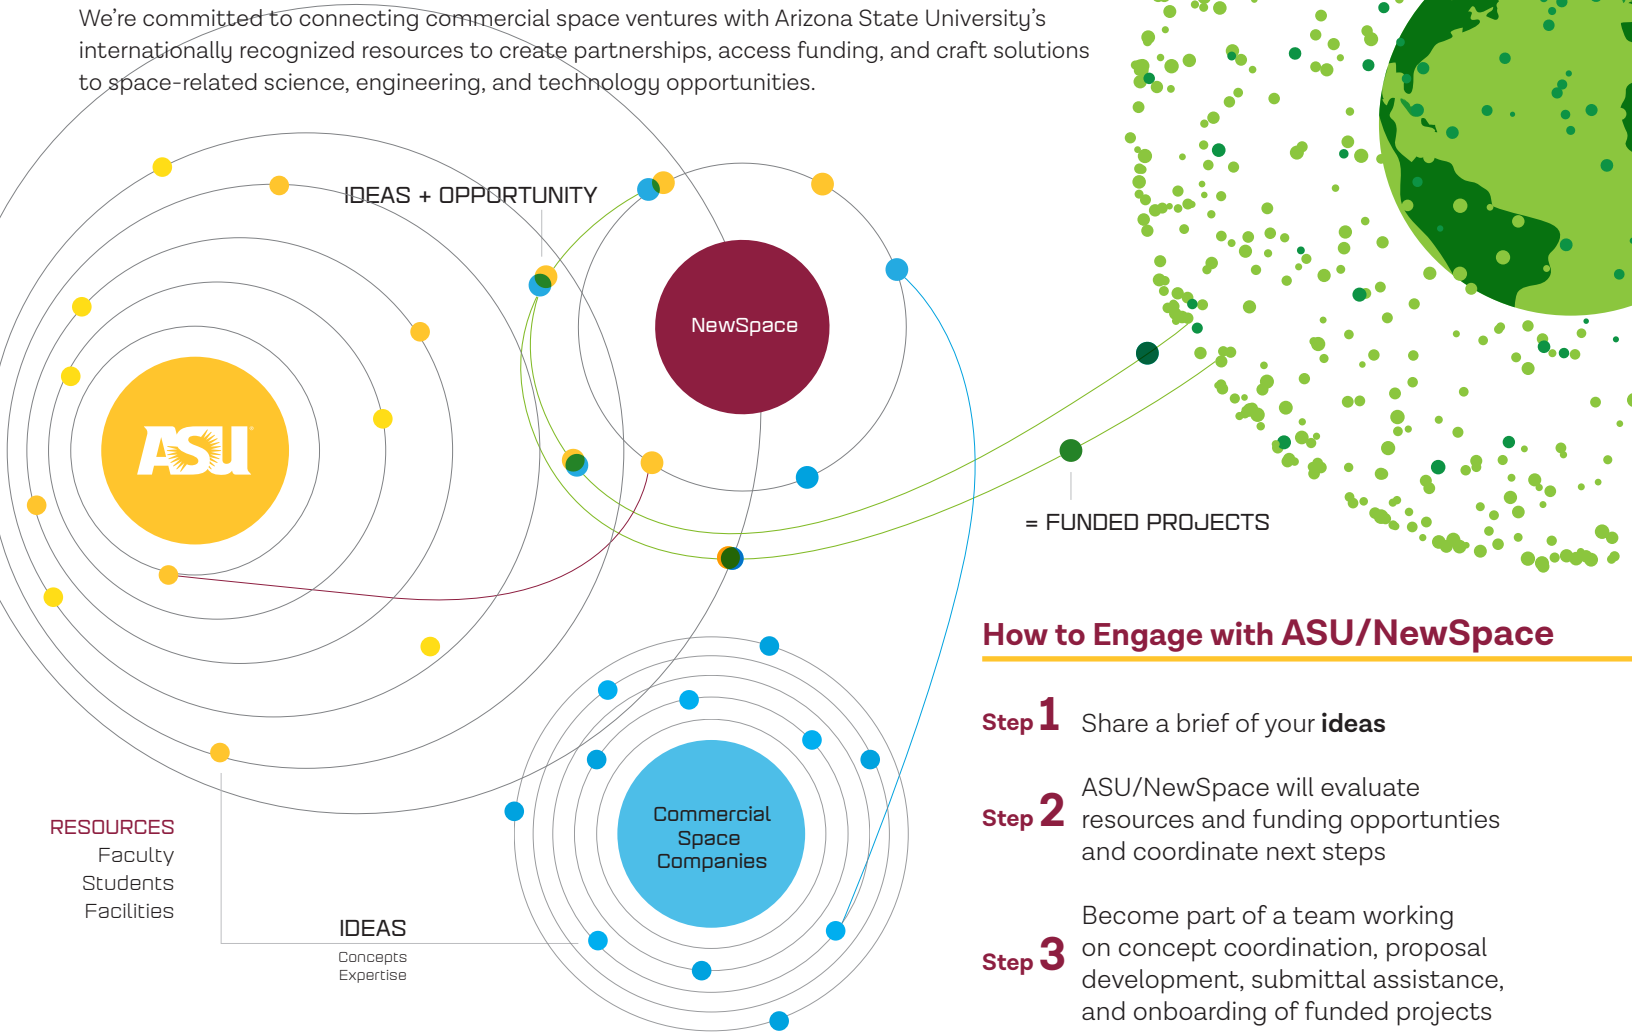 We're committed to connecting commercial space ventures with Arizona State University's
internationally recognized resources to create partnerships, access funding, and craft solutions
to space-related science, engineering, and technology opportunities.
IDEAS + OPPORTUNITY
NewSpace
ASU
= FUNDED PROJECTS
Commercial
Space
Companies
RESOURCES
Faculty
Students
Facilities
IDEAS
Concepts
Expertise
How to Engage with ASU/NewSpace
Step 1 Share a brief of your ideas
Step 2 ASU/NewSpace will evaluate
resources and funding opportunties
and coordinate next steps
Step 3 Become part of a team working
on concept coordination, proposal
development, submittal assistance,
and onboarding of funded projects